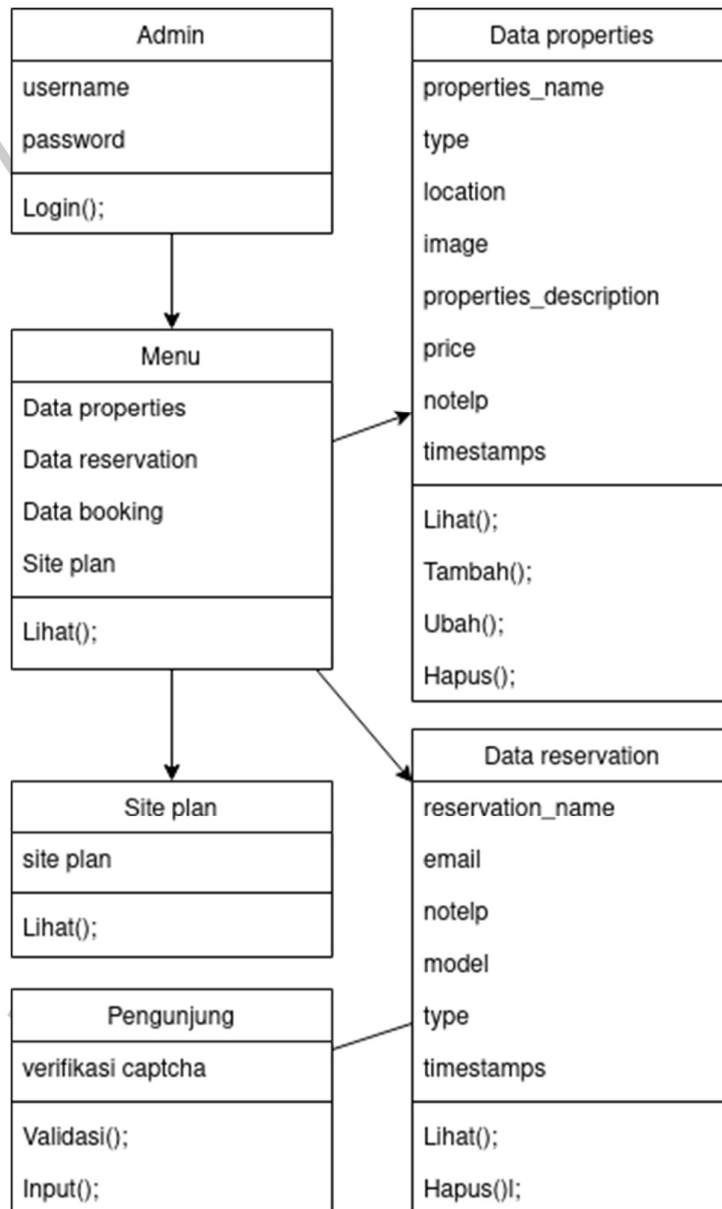 Admin
username
password
Login();
Menu
Data properties
Data reservation
Data booking
Site plan
Lihat();
Site plan
site plan
Lihat();
Pengunjung
verifikasi captcha
Validasi();
Input();
Data properties
properties_name
type
location
image
properties_description
price
notelp
timestamps
Lihat();
Tambah();
Ubah();
Hapus();
Data reservation
reservation_name
email
notelp
model
type
timestamps
Lihat();
Hapus()l;